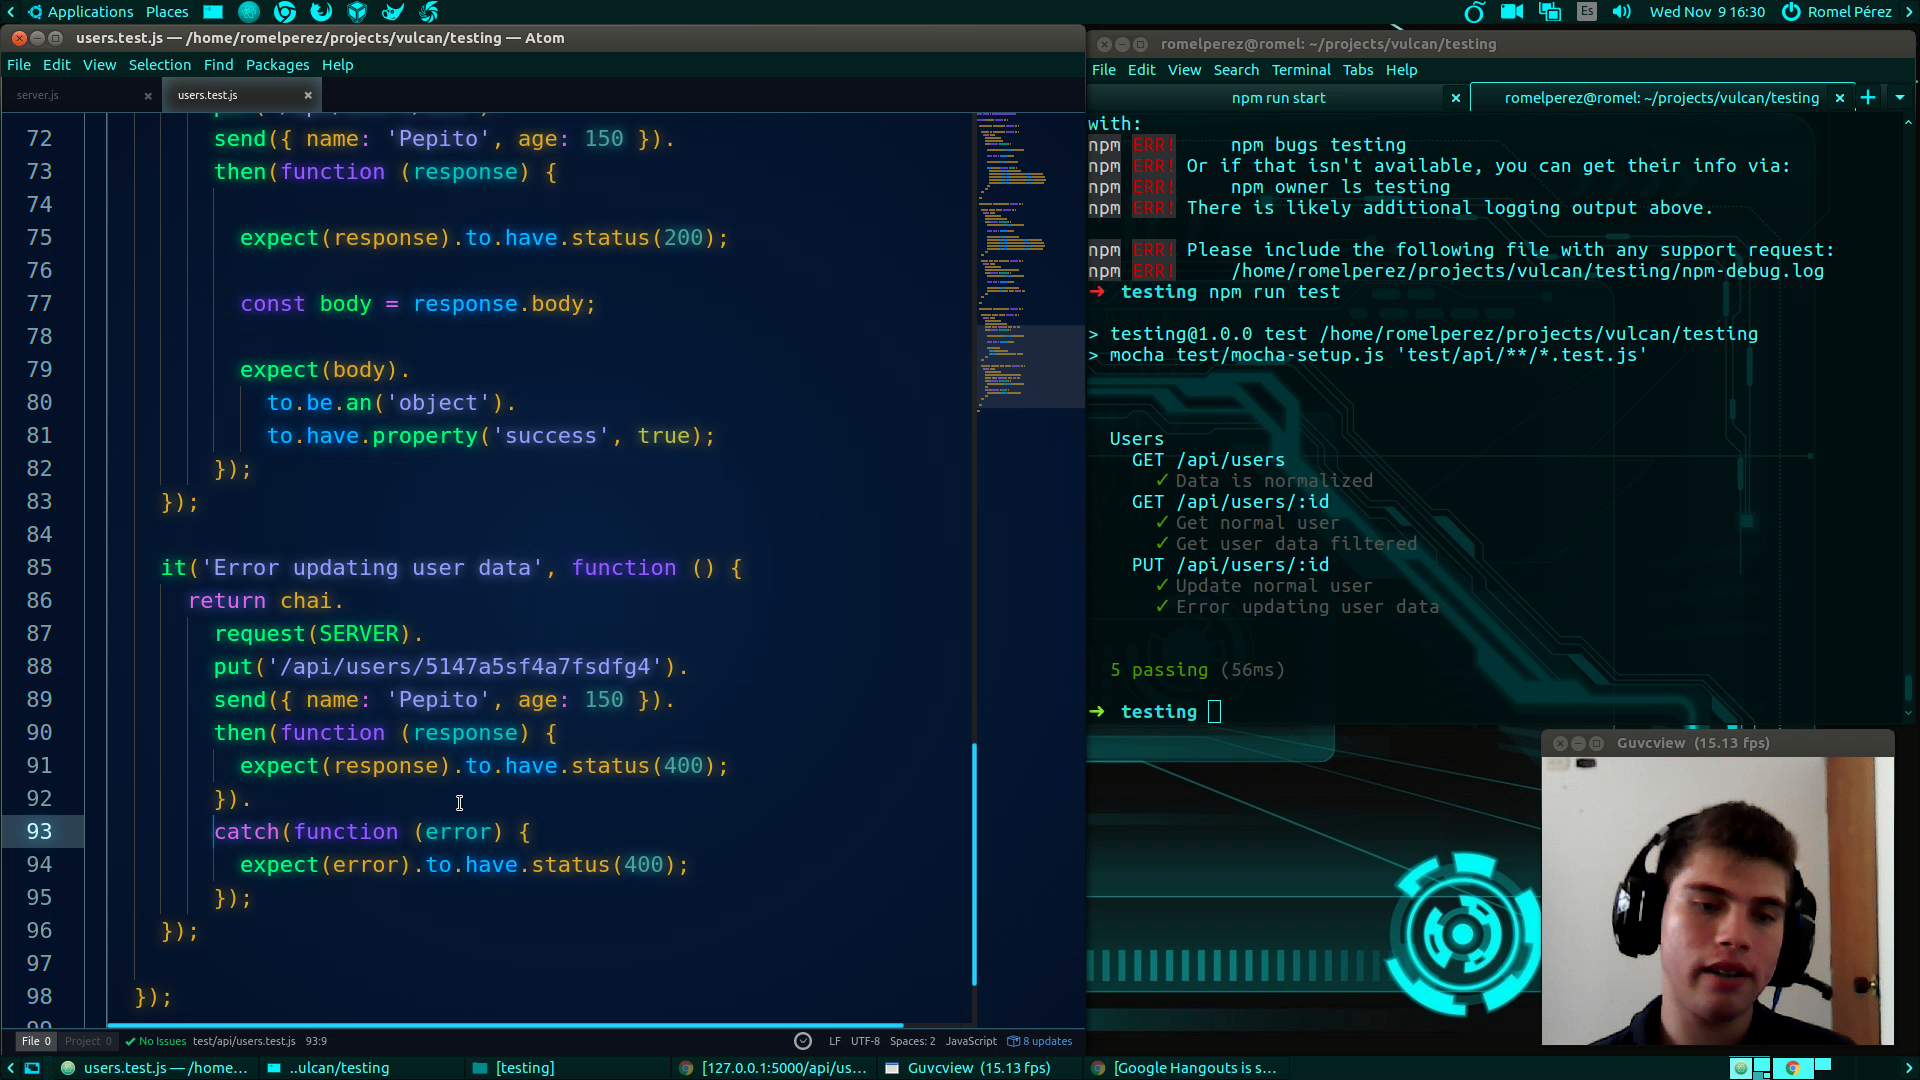 Applications Places
Es Wed Nov 9 16:30 Romel Pérez
users.test.js — /home/romelperez/projects/vulcan/testing — Atom
File Edit View Selection Find Packages Help
server.js
users.test.js
72 send({ name: 'Pepito', age: 150 }).
73 then(function (response) {
74
75 expect(response).to.have.status(200);
76
77 const body = response.body;
78
79 expect(body).
80 to.be.an('object').
81 to.have.property('success', true);
82 });
83 });
84
85 it('Error updating user data', function () {
86 return chai.
87 request(SERVER).
88 put('/api/users/5147a5sf4a7fsdfg4').
89 send({ name: 'Pepito', age: 150 }).
90 then(function (response) {
91 expect(response).to.have.status(400);
92 }).
93 catch(function (error) {
94 expect(error).to.have.status(400);
95 });
96 });
97
98 });
File 0 Project 0 No Issues test/api/users.test.js 93:9 LF UTF-8 Spaces: 2 JavaScript 8 updates
romelperez@romel: ~/projects/vulcan/testing
File Edit View Search Terminal Tabs Help
npm run start
romelperez@romel: ~/projects/vulcan/testing
with:
npm ERR! npm bugs testing
npm ERR! Or if that isn't available, you can get their info via:
npm ERR! npm owner ls testing
npm ERR! There is likely additional logging output above.
npm ERR! Please include the following file with any support request:
npm ERR! /home/romelperez/projects/vulcan/testing/npm-debug.log
➜ testing npm run test
> testing@1.0.0 test /home/romelperez/projects/vulcan/testing
> mocha test/mocha-setup.js 'test/api/**/*.test.js'
Users
GET /api/users
✓ Data is normalized
GET /api/users/:id
✓ Get normal user
✓ Get user data filtered
PUT /api/users/:id
✓ Update normal user
✓ Error updating user data
5 passing (56ms)
➜ testing
Guvcview (15.13 fps)
users.test.js — /home...
..ulcan/testing
[testing]
[127.0.0.1:5000/api/us...
Guvcview (15.13 fps)
[Google Hangouts is s...